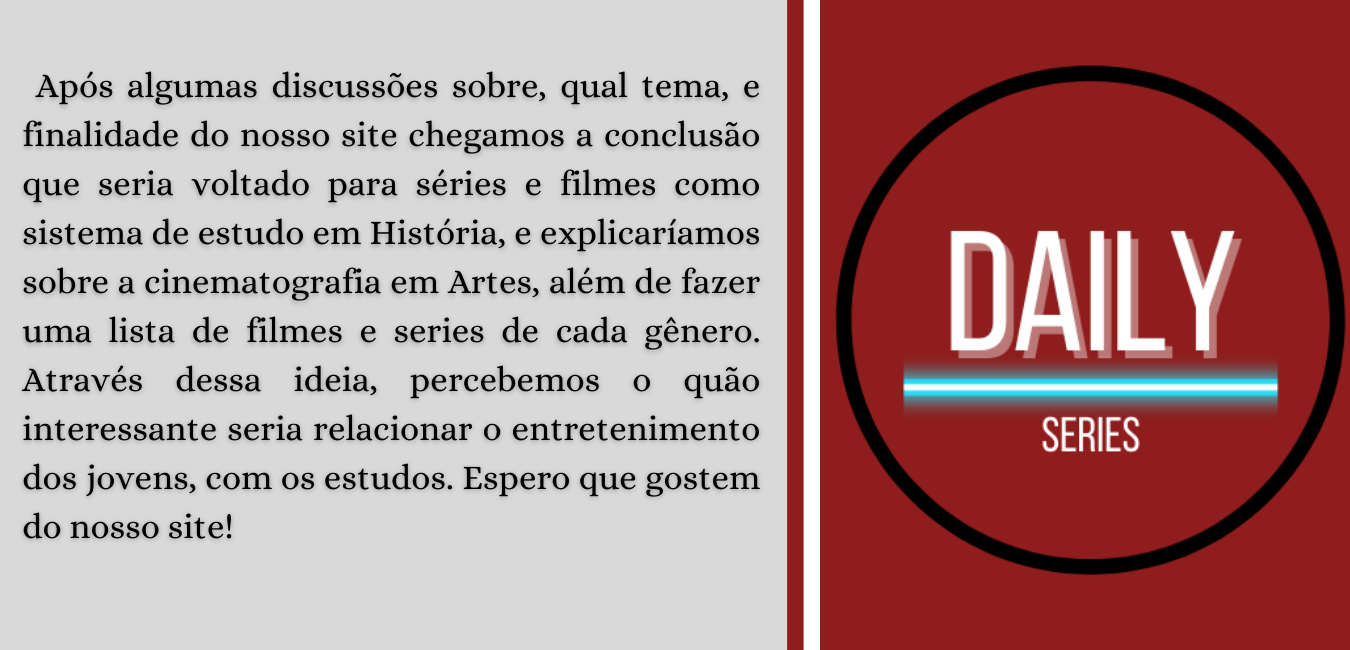 Após algumas discussões sobre, qual tema, e
finalidade do nosso site chegamos a conclusão
que seria voltado para séries e filmes como
sistema de estudo em História, e explicaríamos
sobre a cinematografia em Artes, além de fazer
uma lista de filmes e series de cada gênero.
Através dessa ideia, percebemos o quão
interessante seria relacionar o entretenimento
dos jovens, com os estudos. Espero que gostem
do nosso site!
DAILY
SERIES